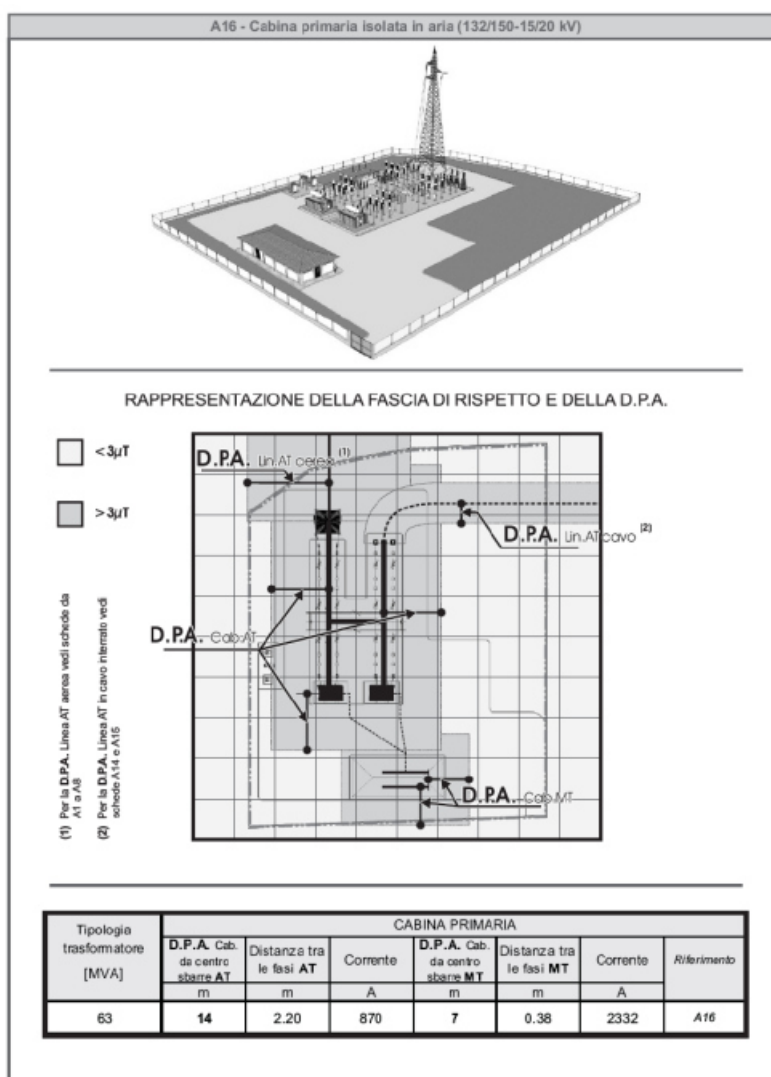 A16 - Cabina primaria isolata in aria (132/150-15/20 kV)
RAPPRESENTAZIONE DELLA FASCIA DI RISPETTO E DELLA D.P.A.
< 3µT
> 3µT
D.P.A. Lin.AT aerea (1)
D.P.A. Lin.AT cavo (2)
D.P.A. Cab.AT
D.P.A. Cab.MT
(1) Per la D.P.A. Linea AT aerea vedi schede da
A1 a A8
(2) Per la D.P.A. Linea AT in cavo interrato vedi
schede A14 e A15
Tipologia
trasformatore
[MVA]
CABINA PRIMARIA
D.P.A. Cab.
da centro
sbarre AT
Distanza tra
le fasi AT
Corrente
D.P.A. Cab.
da centro
sbarre MT
Distanza tra
le fasi MT
Corrente
Riferimento
m
m
A
m
m
A
63
14
2.20
870
7
0.38
2332
A16